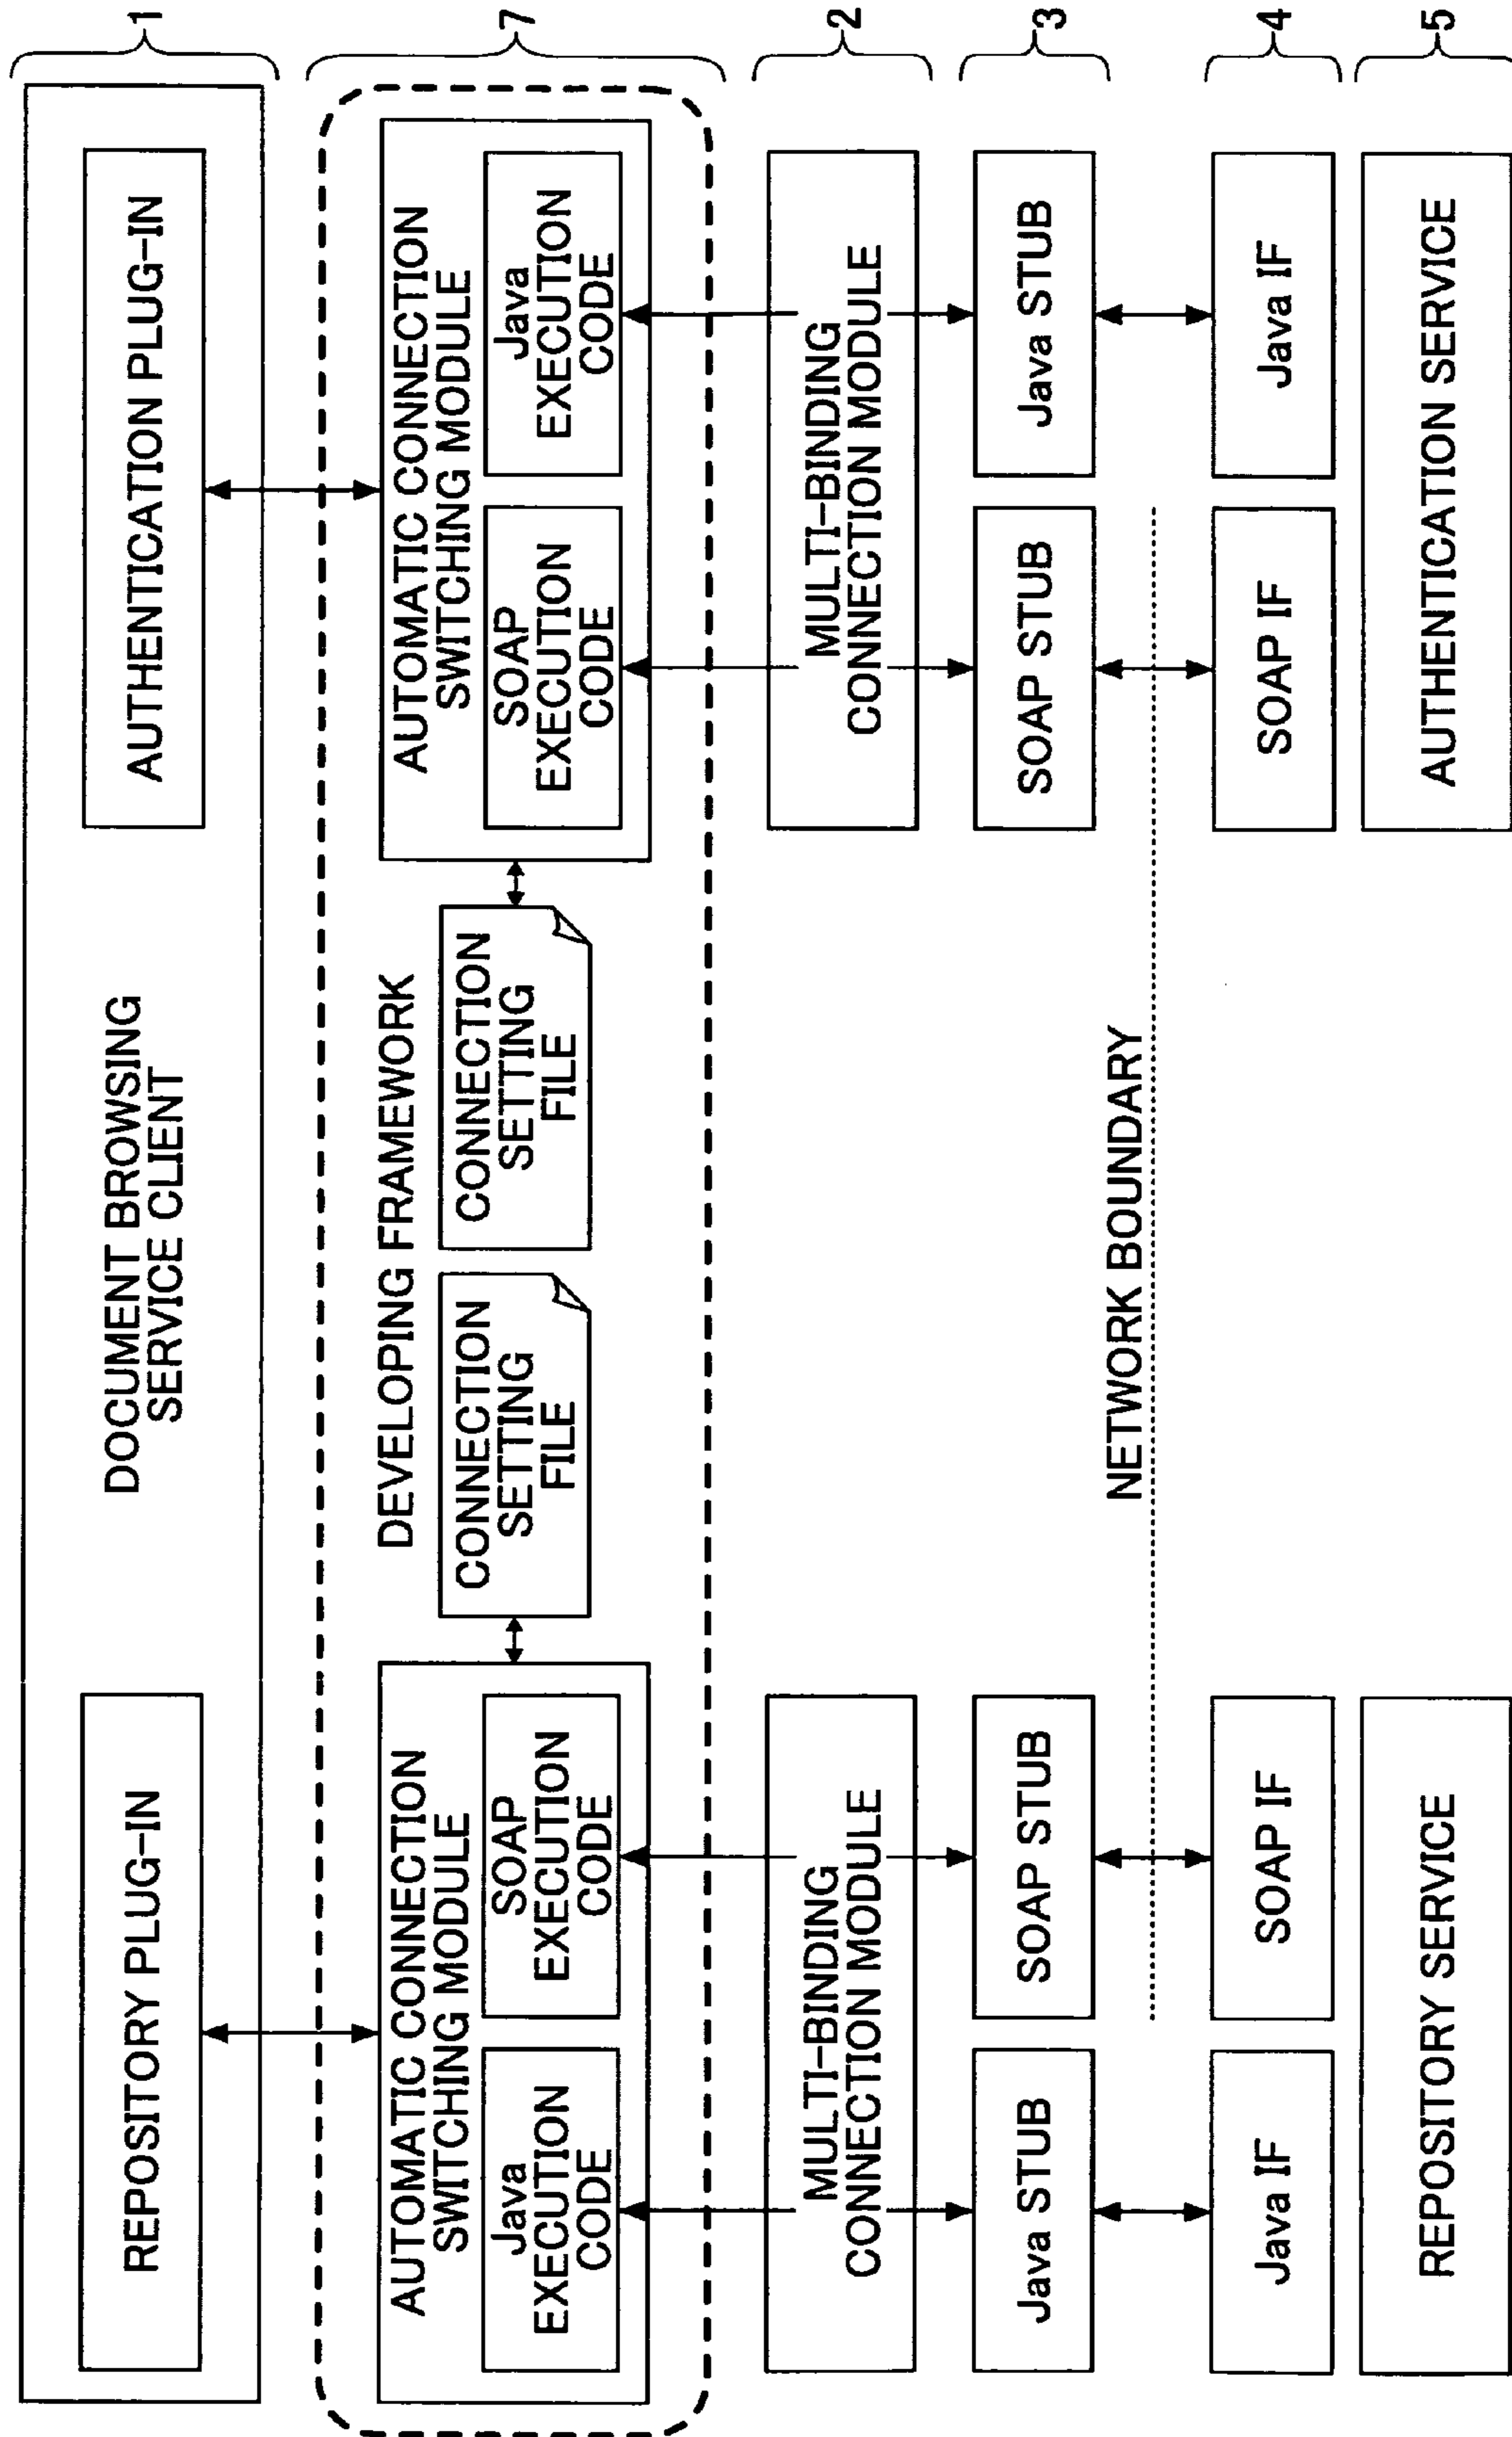 DOCUMENT BROWSING
SERVICE CLIENT
REPOSITORY PLUG-IN
AUTHENTICATION PLUG-IN
1
DEVELOPING FRAMEWORK
AUTOMATIC CONNECTION
SWITCHING MODULE
Java
EXECUTION
CODE
SOAP
EXECUTION
CODE
CONNECTION
SETTING
FILE
CONNECTION
SETTING
FILE
AUTOMATIC CONNECTION
SWITCHING MODULE
SOAP
EXECUTION
CODE
Java
EXECUTION
CODE
7
MULTI-BINDING
CONNECTION MODULE
MULTI-BINDING
CONNECTION MODULE
2
Java STUB
SOAP STUB
SOAP STUB
Java STUB
3
NETWORK BOUNDARY
Java IF
SOAP IF
SOAP IF
Java IF
4
REPOSITORY SERVICE
AUTHENTICATION SERVICE
5